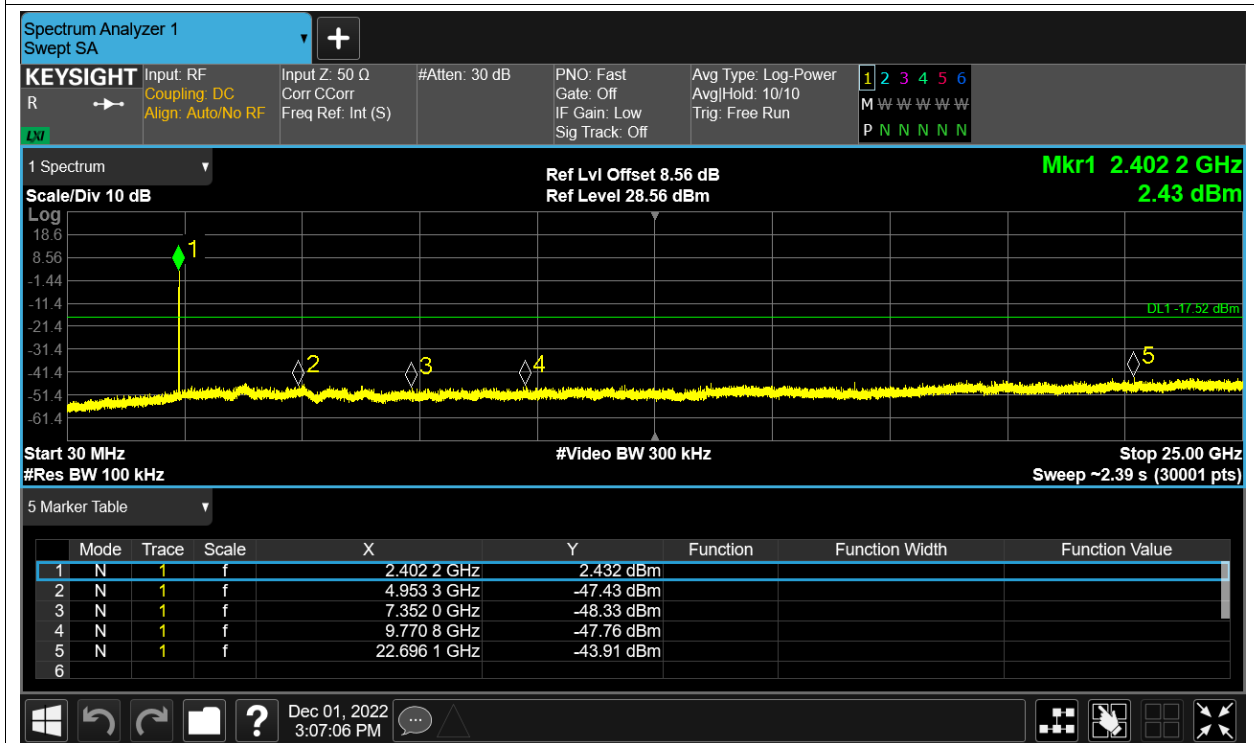 Spectrum Analyzer 1
Swept SA
+
KEYSIGHT
R
LXI
Input: RF
Coupling: DC
Align: Auto/No RF
Input Z: 50 Ω
Corr CCorr
Freq Ref: Int (S)
#Atten: 30 dB
PNO: Fast
Gate: Off
IF Gain: Low
Sig Track: Off
Avg Type: Log-Power
Avg|Hold: 10/10
Trig: Free Run
1 2 3 4 5 6
M W W W W W
P N N N N N
1 Spectrum
Scale/Div 10 dB
Ref Lvl Offset 8.56 dB
Ref Level 28.56 dBm
Mkr1 2.402 2 GHz
2.43 dBm
Log
18.6
8.56
-1.44
-11.4
-21.4
-31.4
-41.4
-51.4
-61.4
1
2
3
4
5
DL1 -17.52 dBm
Start 30 MHz
#Video BW 300 kHz
Stop 25.00 GHz
#Res BW 100 kHz
Sweep ~2.39 s (30001 pts)
5 Marker Table
Mode Trace Scale X Y Function Function Width Function Value
1 N 1 f 2.402 2 GHz 2.432 dBm
2 N 1 f 4.953 3 GHz -47.43 dBm
3 N 1 f 7.352 0 GHz -48.33 dBm
4 N 1 f 9.770 8 GHz -47.76 dBm
5 N 1 f 22.696 1 GHz -43.91 dBm
6
?
Dec 01, 2022
3:07:06 PM